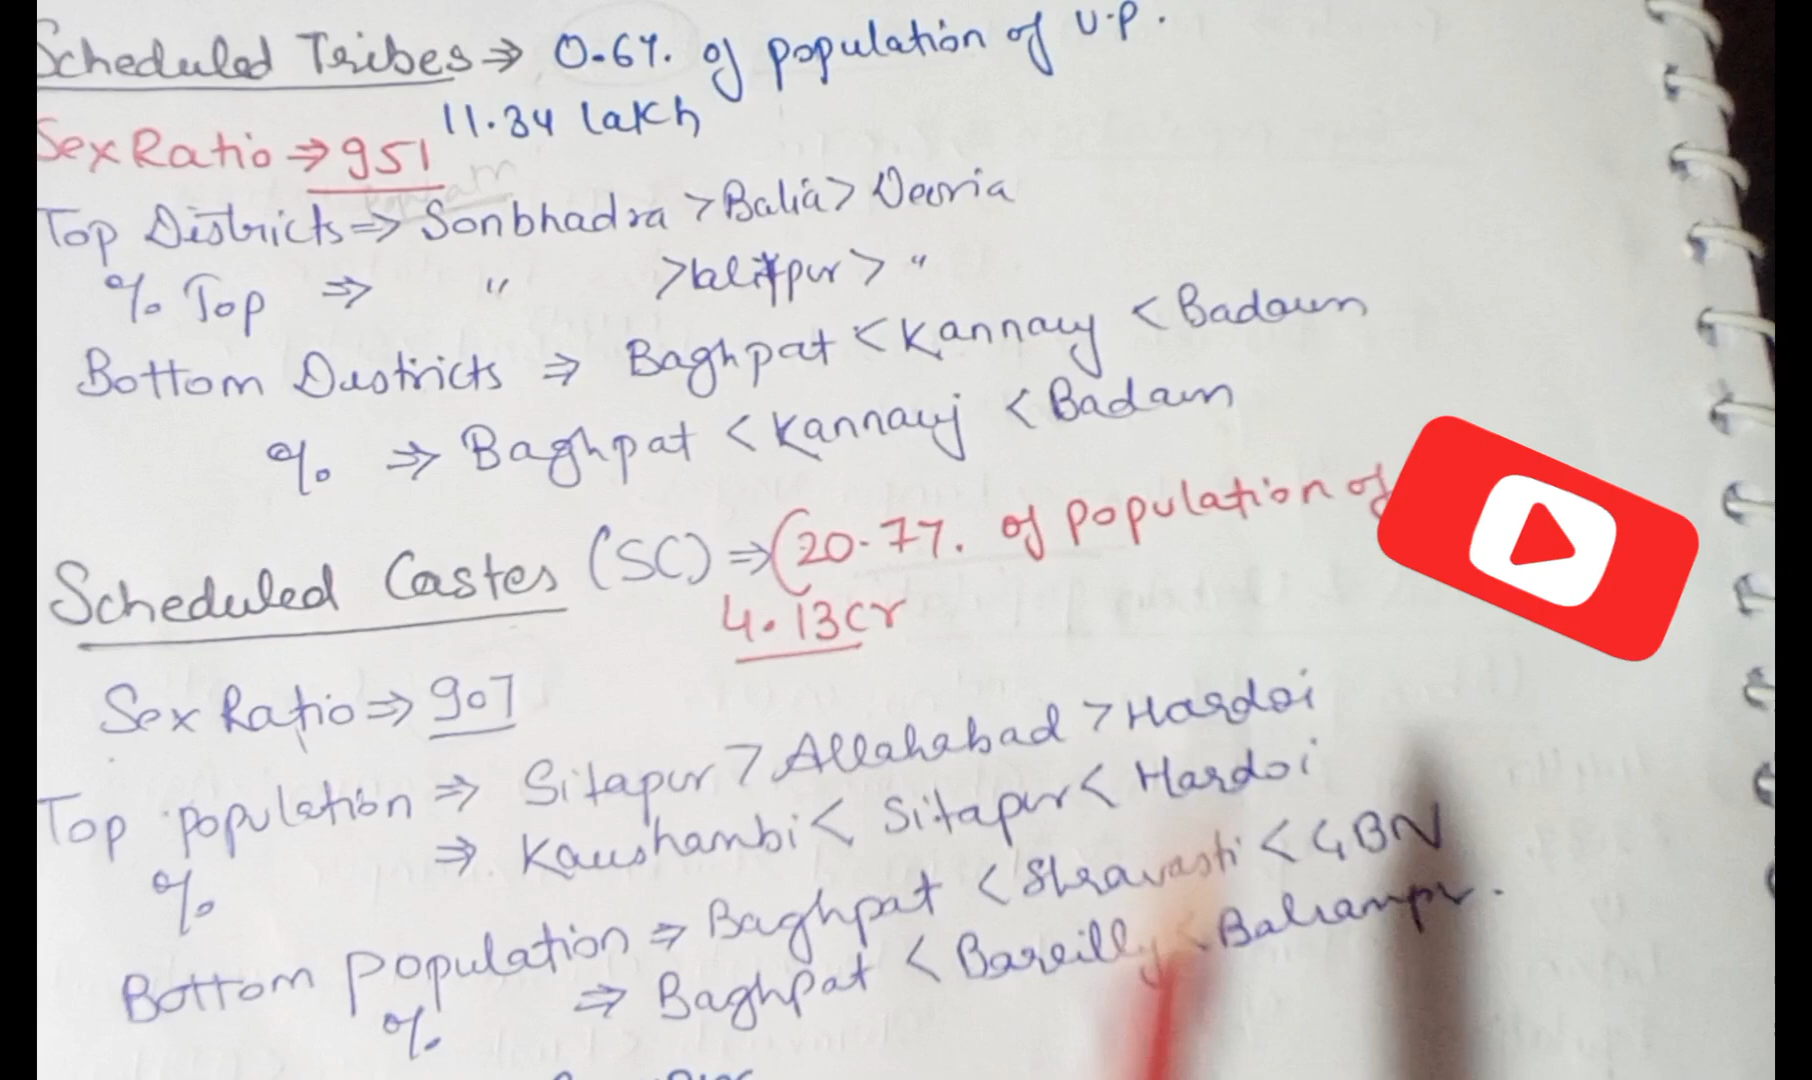 Scheduled Tribes ⇒ 0.6%. of population of U.P.
11.34 lakh
Sex Ratio ⇒ 951
Top Districts ⇒ Sonbhadra > Balia > Deoria
% Top ⇒ " > lalitpur > "
Bottom Districts ⇒ Baghpat < Kannauj < Badaun
% ⇒ Baghpat < Kannauj < Badaun
Scheduled Castes (SC) ⇒ (20.7%. of population of
4.13cr
Sex Ratio ⇒ 907
Top population ⇒ Sitapur > Allahabad > Hardoi
% ⇒ Kaushambi < Sitapur < Hardoi
Bottom population ⇒ Baghpat < Shravasti < GBN
% ⇒ Baghpat < Bareilly < Balrampur.